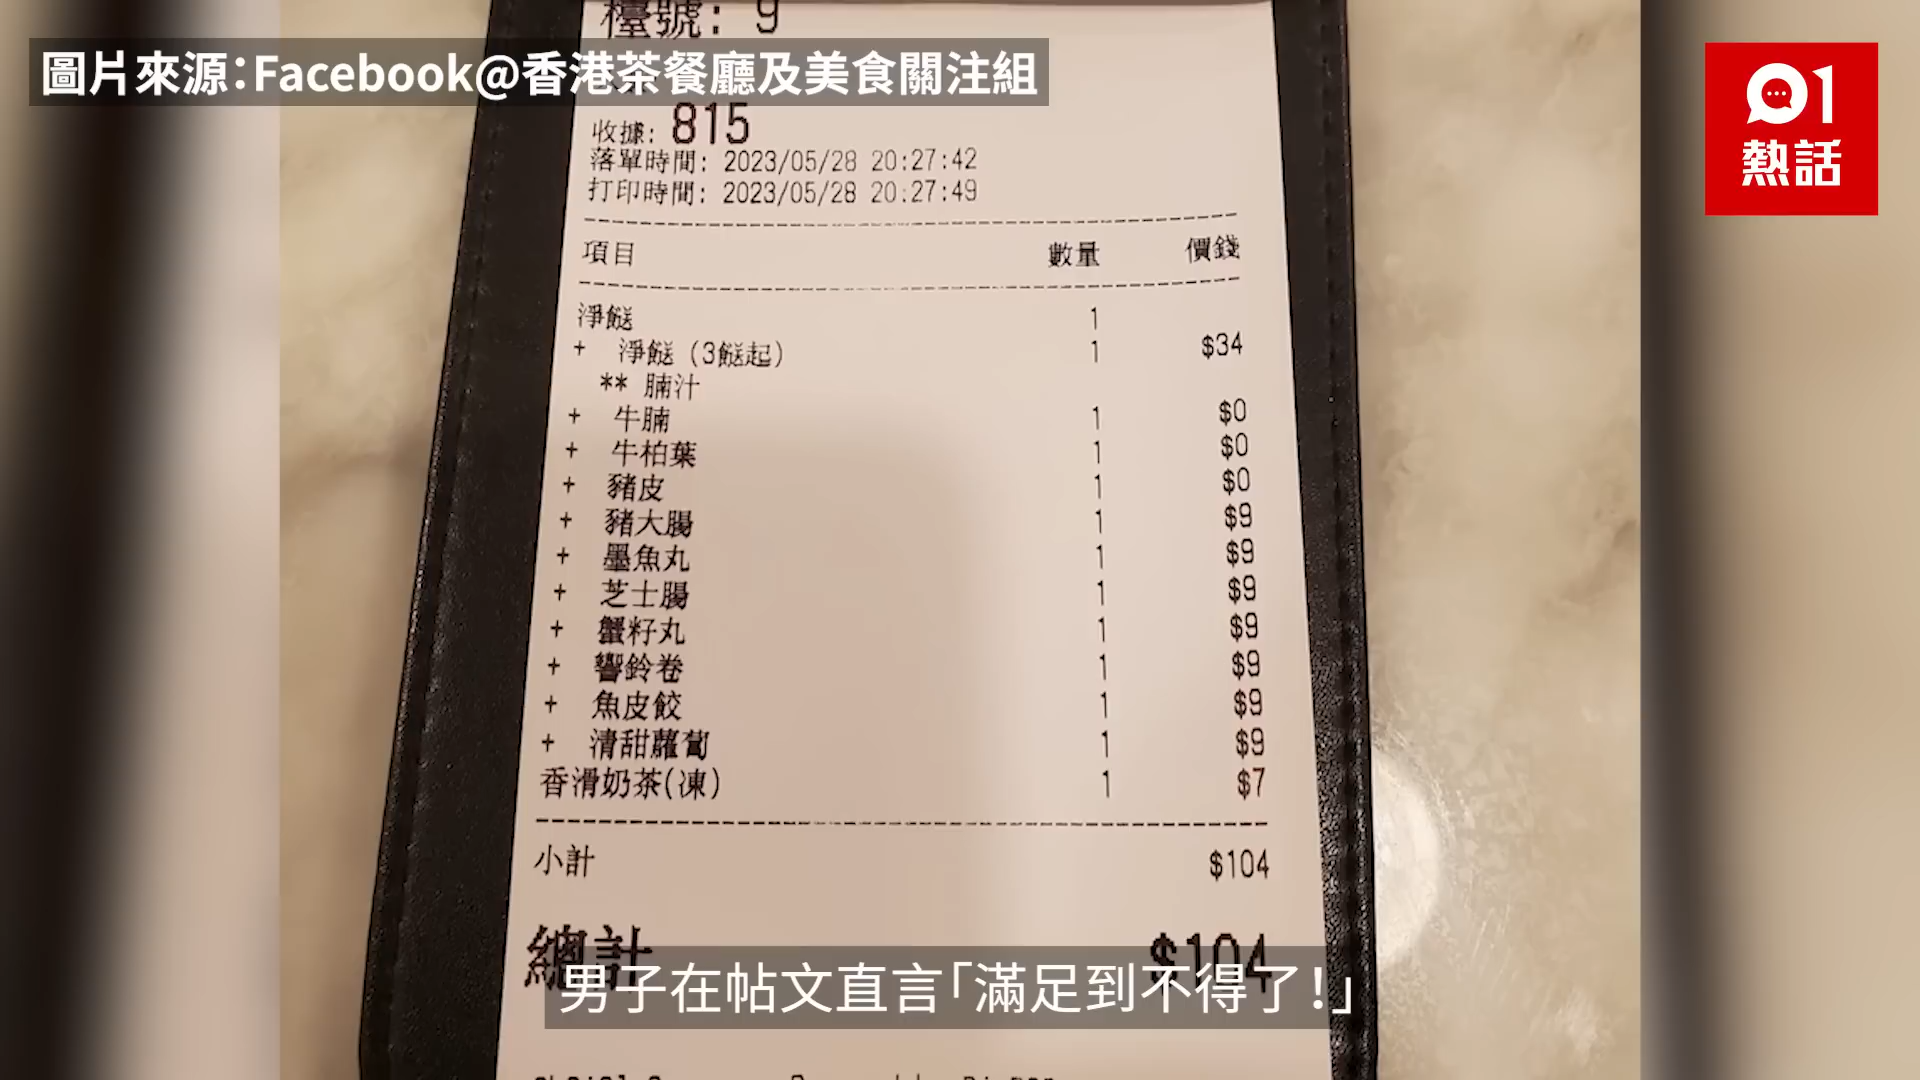 檯號: 9
圖片來源:Facebook@香港茶餐廳及美食關注組
01
熱話
收據: 815
落單時間: 2023/05/28 20:27:42
打印時間: 2023/05/28 20:27:49
項目 數量 價錢
淨餸 1
+ 淨餸 (3餸起) 1 $34
** 腩汁
+ 牛腩 1 $0
+ 牛柏葉 1 $0
+ 豬皮 1 $0
+ 豬大腸 1 $9
+ 墨魚丸 1 $9
+ 芝士腸 1 $9
+ 蟹籽丸 1 $9
+ 響鈴卷 1 $9
+ 魚皮餃 1 $9
+ 清甜蘿蔔 1 $9
香滑奶茶(凍) 1 $7
小計 $104
總計 $104
男子在帖文直言「滿足到不得了!」